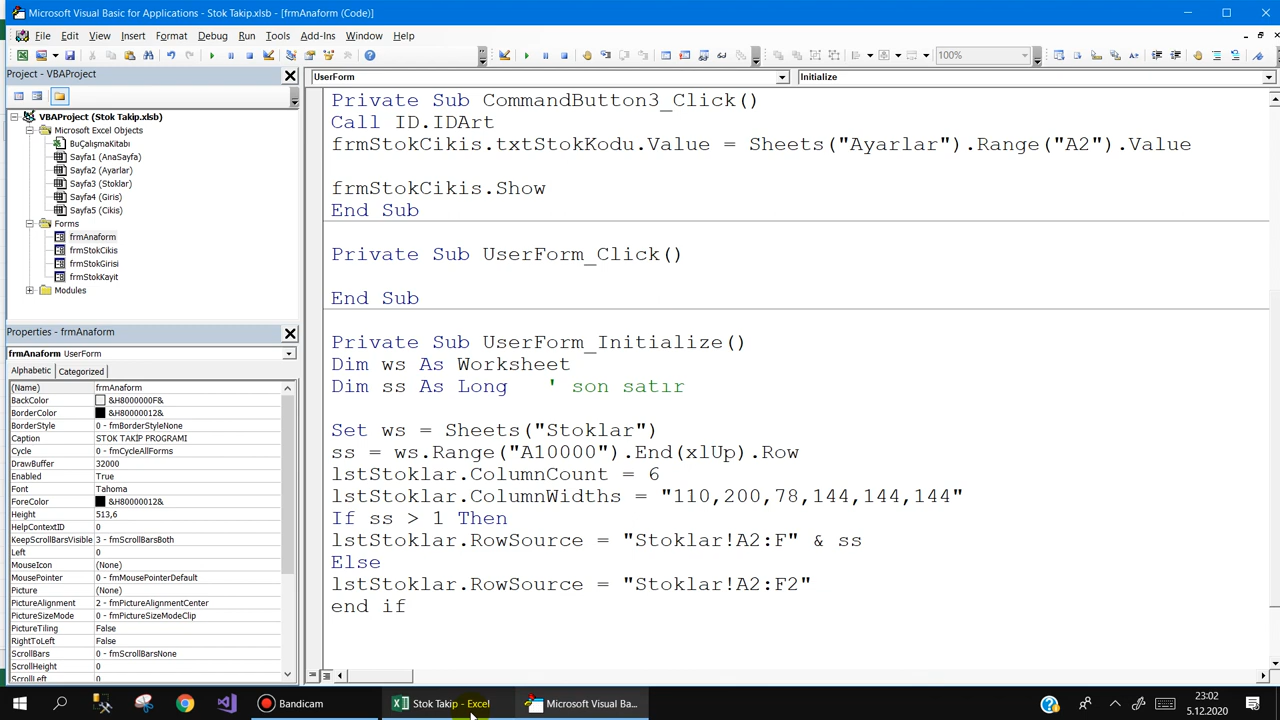 Microsoft Visual Basic for Applications - Stok Takip.xlsb - [frmAnaform (Code)]
File Edit View Insert Format Debug Run Tools Add-Ins Window Help
100%
Project - VBAProject
VBAProject (Stok Takip.xlsb)
Microsoft Excel Objects
BuÇalışmaKitabı
Sayfa1 (AnaSayfa)
Sayfa2 (Ayarlar)
Sayfa3 (Stoklar)
Sayfa4 (Giris)
Sayfa5 (Cikis)
Forms
frmAnaform
frmStokCikis
frmStokGirisi
frmStokKayit
Modules
Properties - frmAnaform
frmAnaform UserForm
Alphabetic Categorized
(Name) frmAnaform
BackColor &H8000000F&
BorderColor &H80000012&
BorderStyle 0 - fmBorderStyleNone
Caption STOK TAKIP PROGRAMI
Cycle 0 - fmCycleAllForms
DrawBuffer 32000
Enabled True
Font Tahoma
ForeColor &H80000012&
Height 513,6
HelpContextID 0
KeepScrollBarsVisible 3 - fmScrollBarsBoth
Left 0
MouseIcon (None)
MousePointer 0 - fmMousePointerDefault
Picture (None)
PictureAlignment 2 - fmPictureAlignmentCenter
PictureSizeMode 0 - fmPictureSizeModeClip
PictureTiling False
RightToLeft False
ScrollBars 0 - fmScrollBarsNone
ScrollHeight 0
ScrollLeft 0
UserForm Initialize
Private Sub CommandButton3_Click()
Call ID.IDArt
frmStokCikis.txtStokKodu.Value = Sheets("Ayarlar").Range("A2").Value
frmStokCikis.Show
End Sub
Private Sub UserForm_Click()
End Sub
Private Sub UserForm_Initialize()
Dim ws As Worksheet
Dim ss As Long ' son satır
Set ws = Sheets("Stoklar")
ss = ws.Range("A10000").End(xlUp).Row
lstStoklar.ColumnCount = 6
lstStoklar.ColumnWidths = "110,200,78,144,144,144"
If ss > 1 Then
lstStoklar.RowSource = "Stoklar!A2:F" & ss
Else
lstStoklar.RowSource = "Stoklar!A2:F2"
end if
Bandicam
Stok Takip - Excel
Microsoft Visual Ba...
23:02
5.12.2020